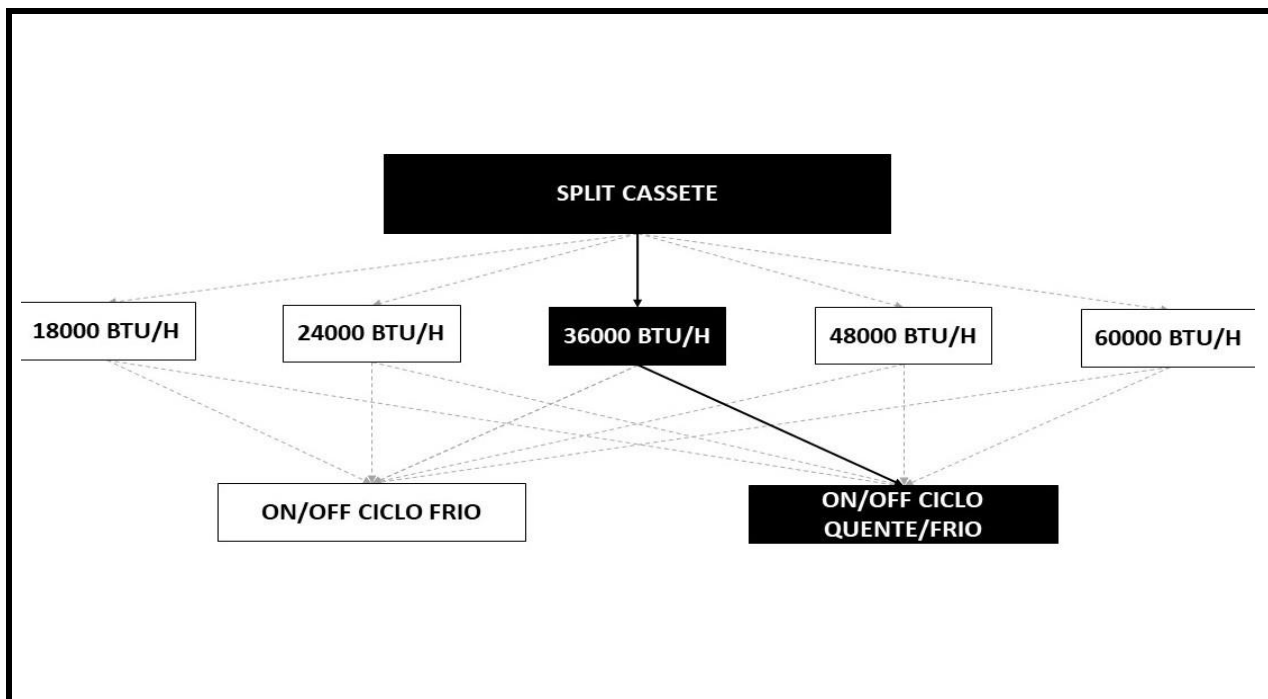 SPLIT CASSETE
18000 BTU/H
24000 BTU/H
36000 BTU/H
48000 BTU/H
60000 BTU/H
ON/OFF CICLO FRIO
ON/OFF CICLO
QUENTE/FRIO